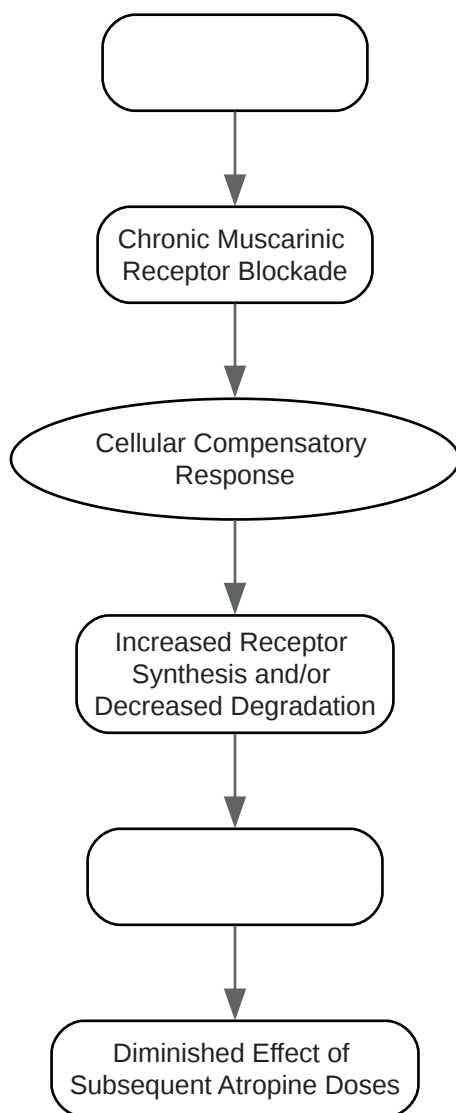 Chronic Muscarinic
Receptor Blockade
Cellular Compensatory
Response
Increased Receptor
Synthesis and/or
Decreased Degradation
Diminished Effect of
Subsequent Atropine Doses